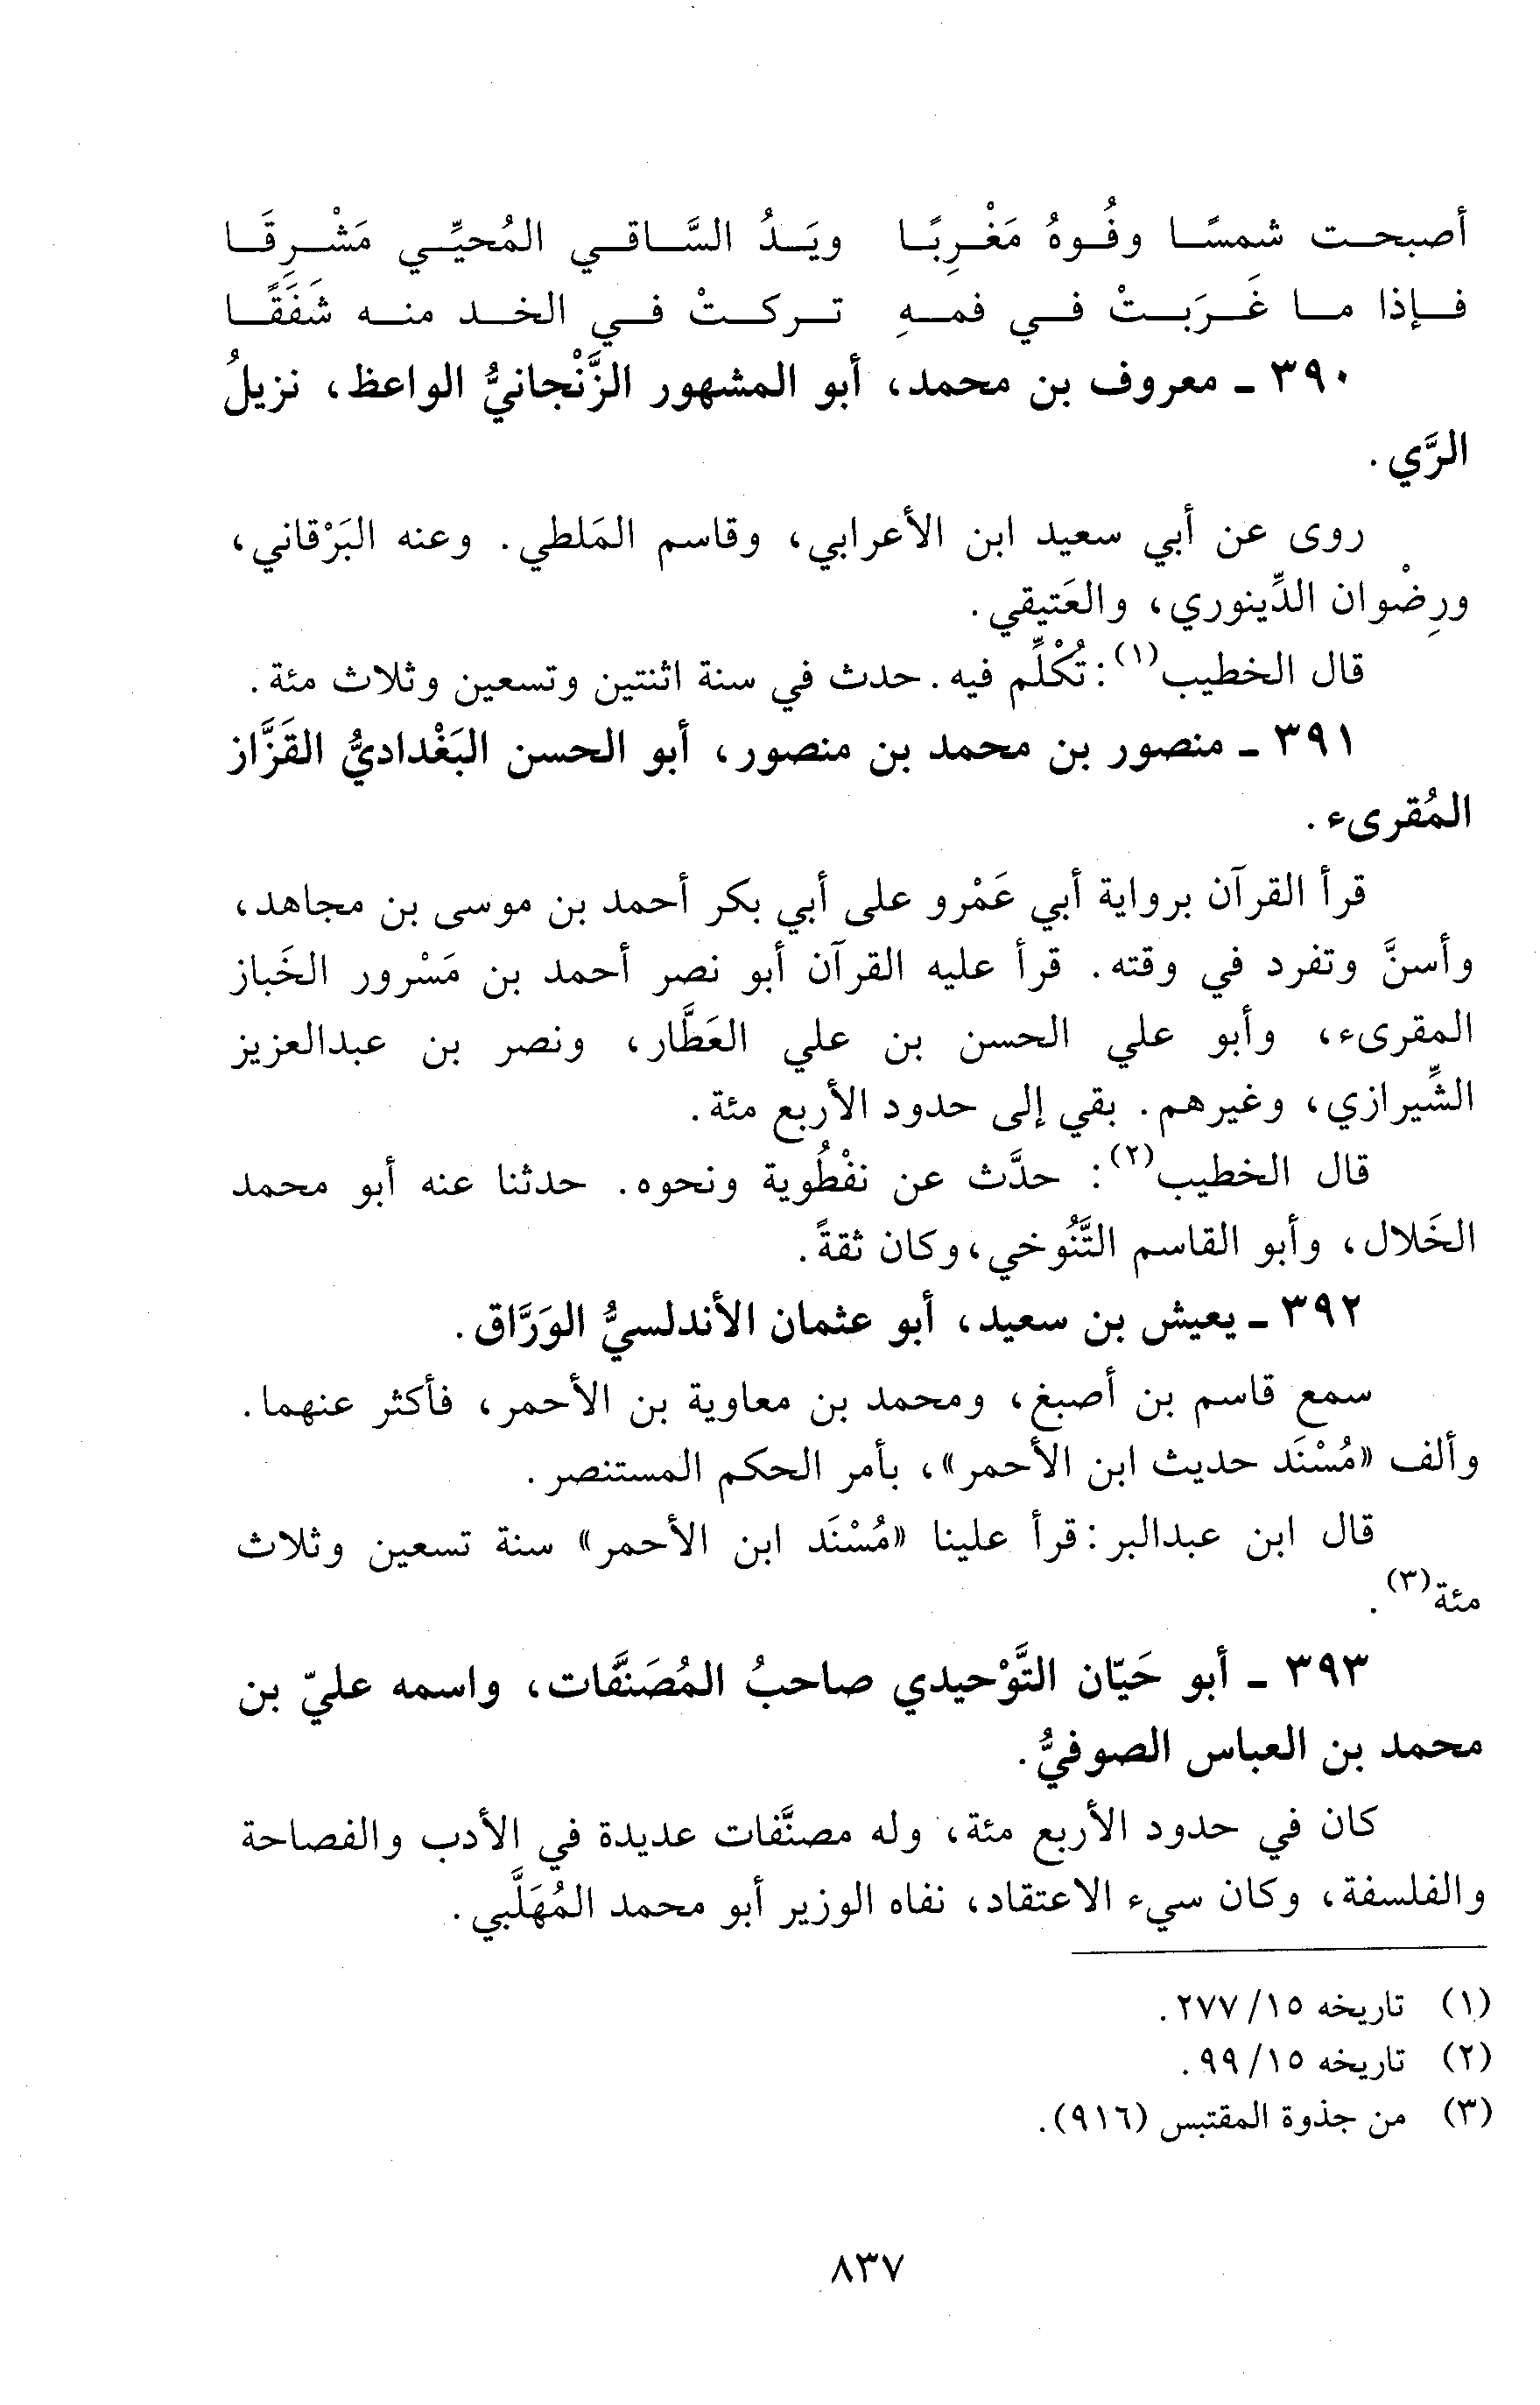 أصبحت شمسًا وفُوهُ مَغْرِبًا ويَدُ السَّاقي المُحيِّي مَشْرِقَا
فإذا ما غَرَبَتْ في فمهِ تركتْ في الخد منه شَفَقًا
٣٩٠ - معروف بن محمد، أبو المشهور الزَّنْجانيُّ الواعظ، نزيلُ
الرَّي.
روى عن أبي سعيد ابن الأعرابي، وقاسم المَلطي. وعنه البَرْقاني،
ورِضْوان الدِّينوري، والعَتيقي.
قال الخطيب(١): تُكْلِّم فيه. حدث في سنة اثنتين وتسعين وثلاث مئة.
٣٩١ - منصور بن محمد بن منصور، أبو الحسن البَغْداديُّ القَزَّاز
المُقرىء.
قرأ القرآن برواية أبي عَمْرو على أبي بكر أحمد بن موسى بن مجاهد،
وأسنَّ وتفرد في وقته. قرأ عليه القرآن أبو نصر أحمد بن مَسْرور الخَباز
المقرىء، وأبو علي الحسن بن علي العَطَّار، ونصر بن عبدالعزيز
الشِّيرازي، وغيرهم. بقي إلى حدود الأربع مئة.
قال الخطيب(٢): حدَّث عن نفْطُوية ونحوه. حدثنا عنه أبو محمد
الخَلال، وأبو القاسم التَّنُوخي، وكان ثقةً.
٣٩٢ - يعيش بن سعيد، أبو عثمان الأندلسيُّ الوَرَّاق.
سمع قاسم بن أصبغ، ومحمد بن معاوية بن الأحمر، فأكثر عنهما.
وألف «مُسْنَد حديث ابن الأحمر»، بأمر الحكم المستنصر.
قال ابن عبدالبر: قرأ علينا «مُسْنَد ابن الأحمر» سنة تسعين وثلاث
مئة(٣).
٣٩٣ - أبو حَيّان التَّوْحيدي صاحبُ المُصَنَّفات، واسمه عليّ بن
محمد بن العباس الصوفيُّ.
كان في حدود الأربع مئة، وله مصنَّفات عديدة في الأدب والفصاحة
والفلسفة، وكان سيء الاعتقاد، نفاه الوزير أبو محمد المُهَلَّبي.
(١) تاريخه ١٥/ ٢٧٧.
(٢) تاريخه ١٥/ ٩٩.
(٣) من جذوة المقتبس (٩١٦).
٨٣٧